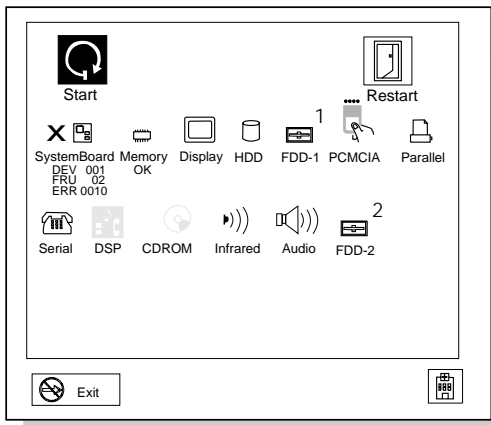 Start
Restart
1
SystemBoard Memory Display HDD FDD-1 PCMCIA Parallel
DEV 001 OK
FRU 02
ERR 0010
2
Serial DSP CDROM Infrared Audio FDD-2
Exit